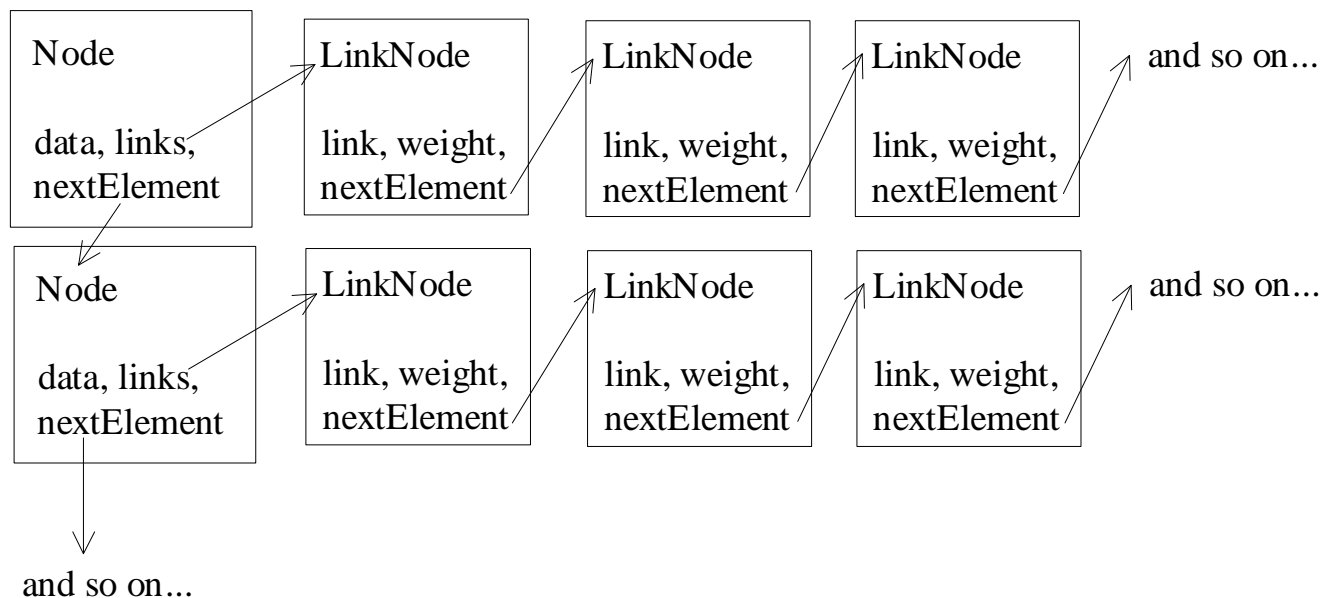 Node
data, links,
nextElement
LinkNode
link, weight,
nextElement
LinkNode
link, weight,
nextElement
LinkNode
link, weight,
nextElement
and so on...
Node
data, links,
nextElement
LinkNode
link, weight,
nextElement
LinkNode
link, weight,
nextElement
LinkNode
link, weight,
nextElement
and so on...
and so on...